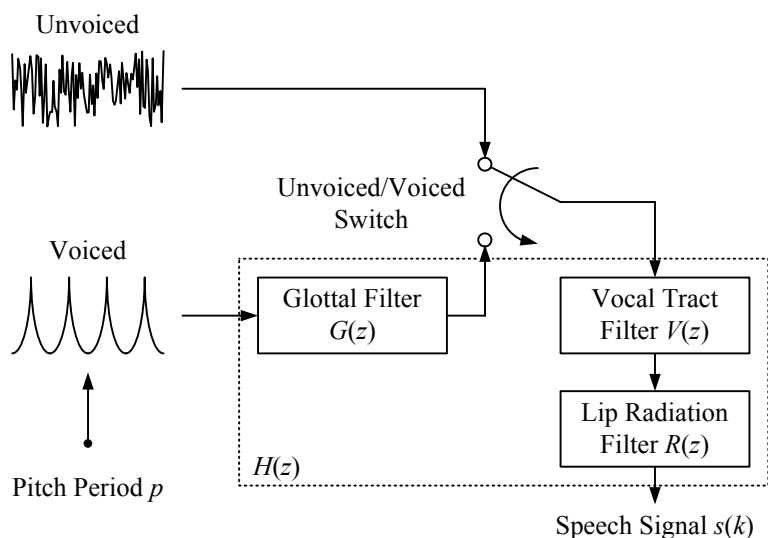 Unvoiced
Unvoiced/Voiced
Switch
Voiced
Glottal Filter
G(z)
Vocal Tract
Filter V(z)
Lip Radiation
Filter R(z)
H(z)
Pitch Period p
Speech Signal s(k)